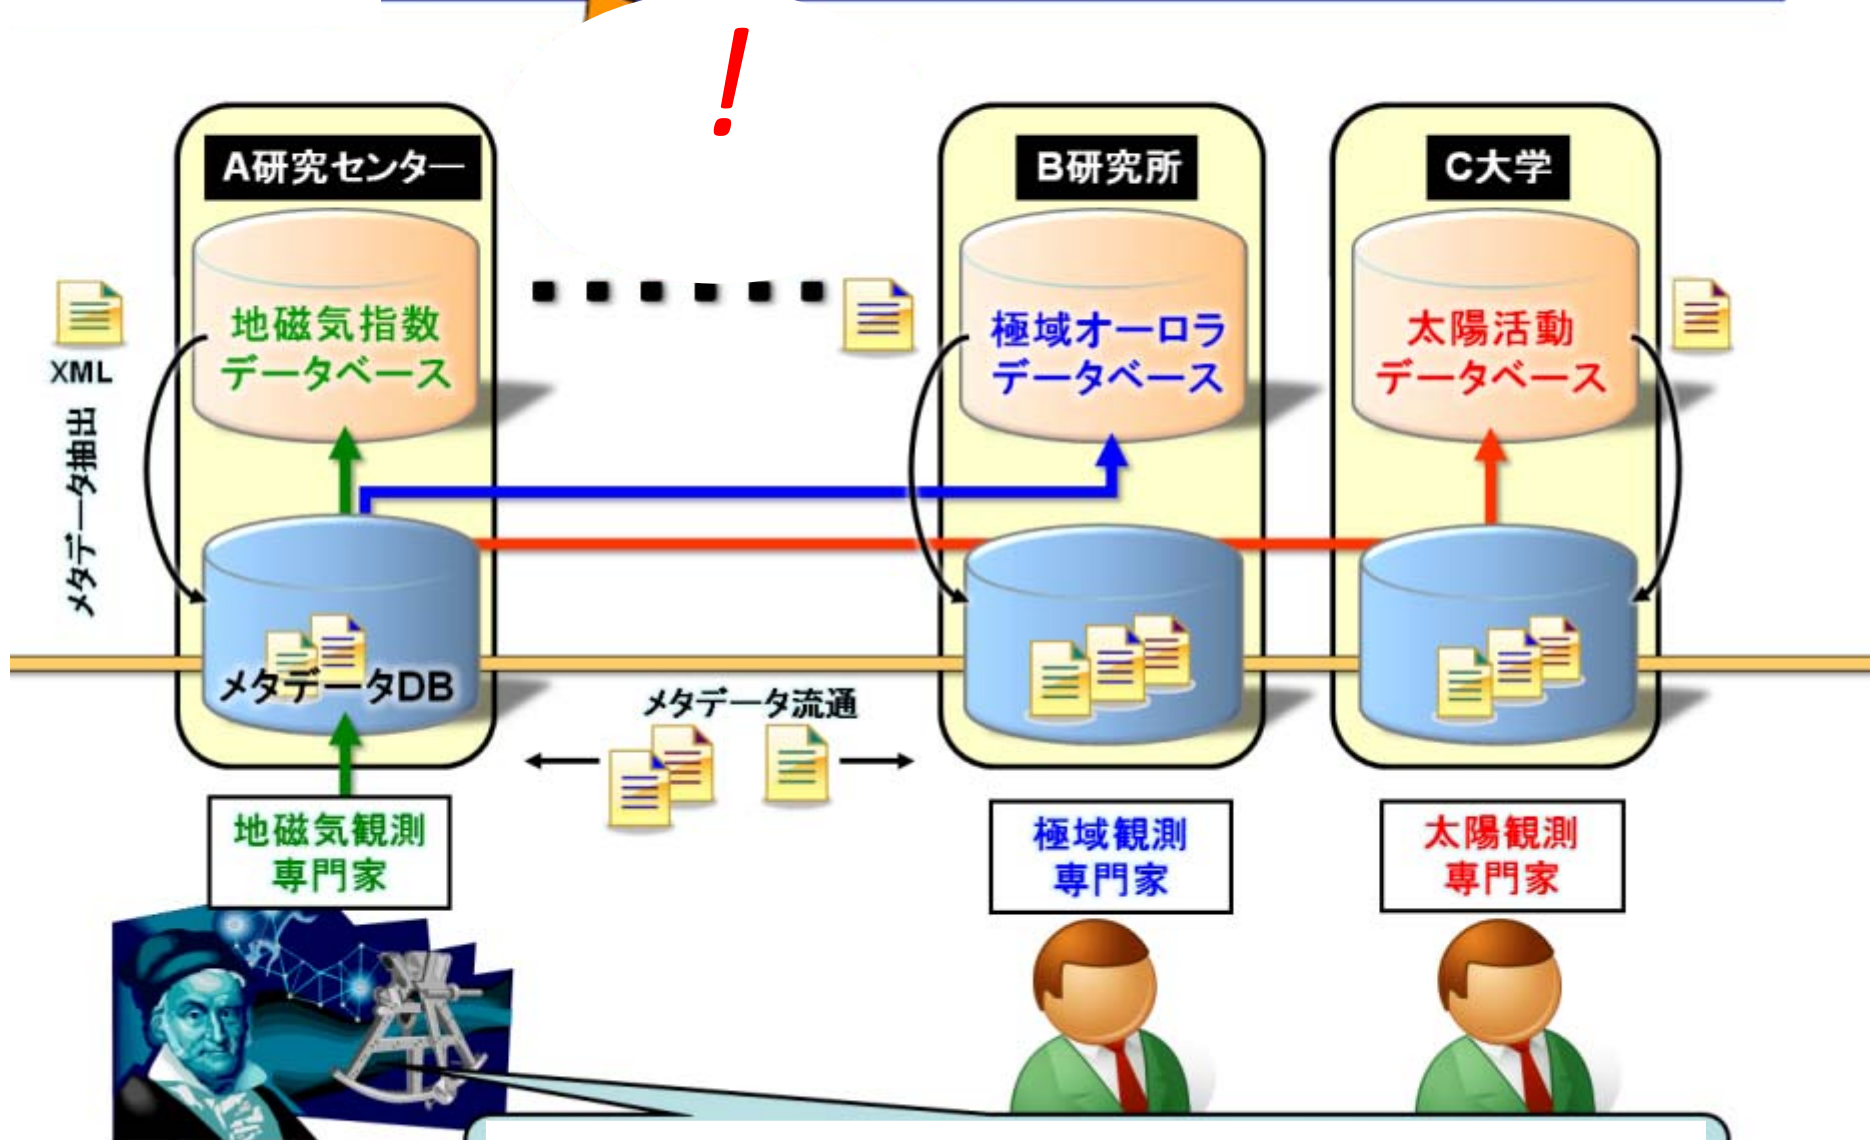 !
A研究センター
B研究所
C大学
地磁気指数
データベース
極域オーロラ
データベース
太陽活動
データベース
XML
メタデータ抽出
メタデータDB
メタデータ流通
地磁気観測
専門家
極域観測
専門家
太陽観測
専門家